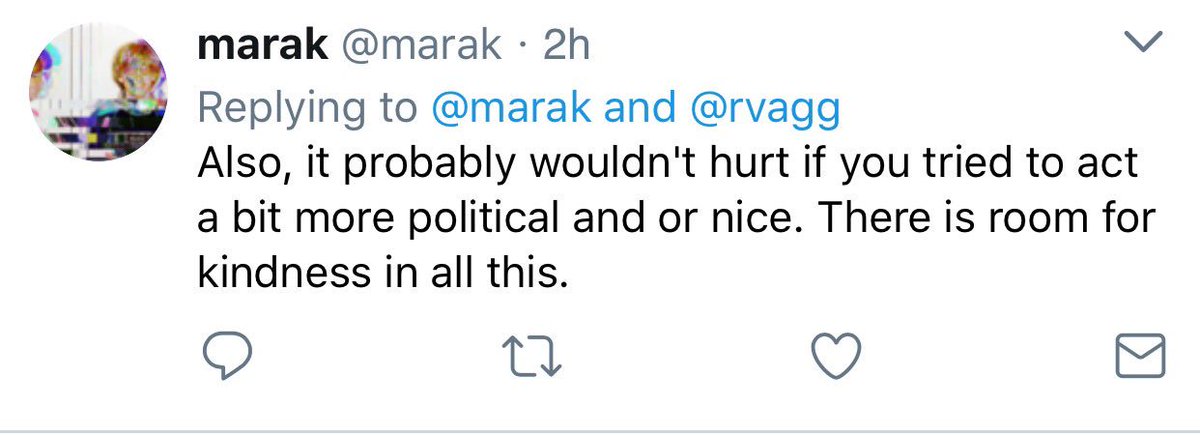 marak @marak · 2h
Replying to @marak and @rvagg
Also, it probably wouldn't hurt if you tried to act
a bit more political and or nice. There is room for
kindness in all this.